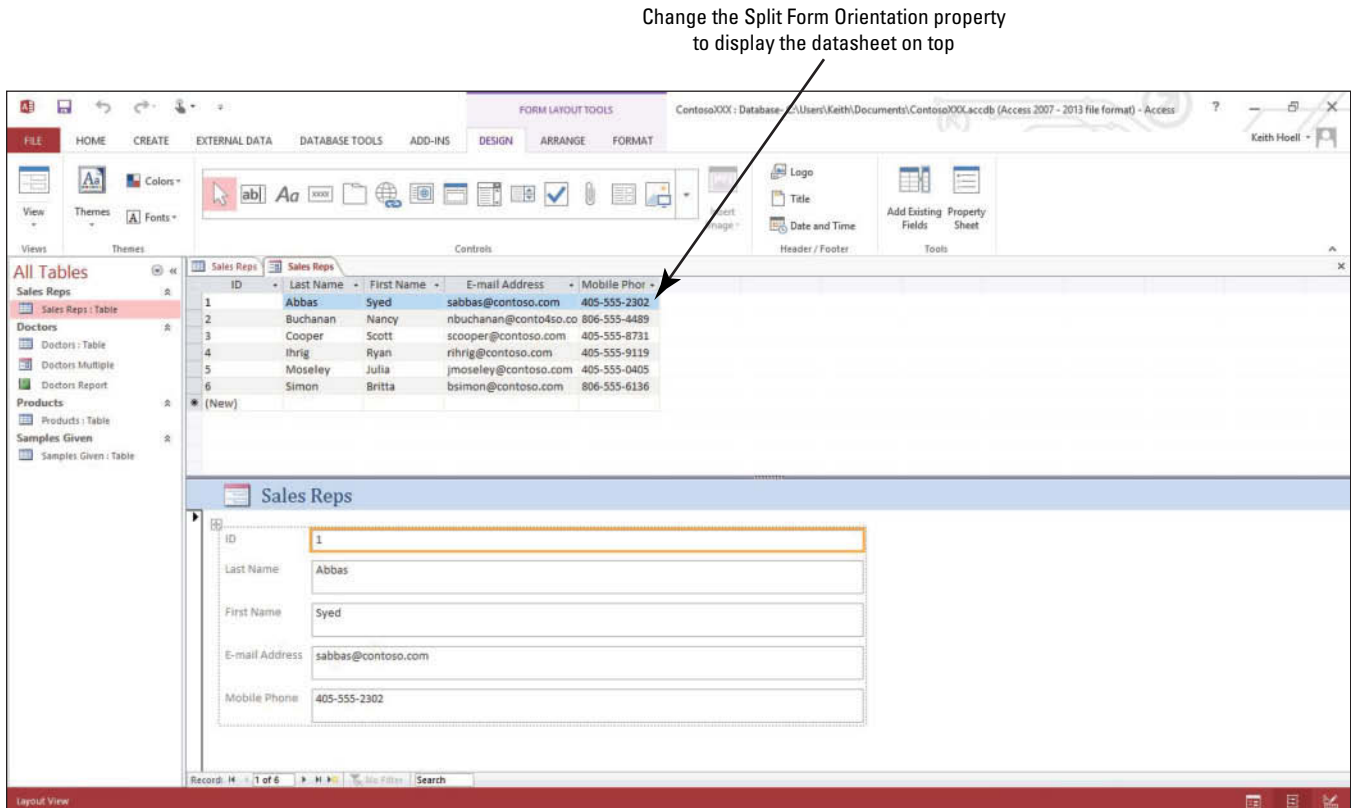 Change the Split Form Orientation property
to display the datasheet on top
FORM LAYOUT TOOLS
ContosoXXX : Database- C:\Users\Keith\Documents\ContosoXXX.accdb (Access 2007 - 2013 file format) - Access
?
FILE HOME CREATE EXTERNAL DATA DATABASE TOOLS ADD-INS DESIGN ARRANGE FORMAT
Keith Hoell
View
Aa
Themes
Colors
A Fonts
ab| Aa xxxx
Insert
Image
Logo
Title
Date and Time
Add Existing
Fields
Property
Sheet
Views Themes Controls Header / Footer Tools
All Tables
Sales Reps
Sales Reps : Table
Doctors
Doctors : Table
Doctors Multiple
Doctors Report
Products
Products : Table
Samples Given
Samples Given : Table
Sales Reps Sales Reps
ID Last Name First Name E-mail Address Mobile Phor
1 Abbas Syed sabbas@contoso.com 405-555-2302
2 Buchanan Nancy nbuchanan@conto4so.co 806-555-4489
3 Cooper Scott scooper@contoso.com 405-555-8731
4 Ihrig Ryan rihrig@contoso.com 405-555-9119
5 Moseley Julia jmoseley@contoso.com 405-555-0405
6 Simon Britta bsimon@contoso.com 806-555-6136
(New)
Sales Reps
ID 1
Last Name Abbas
First Name Syed
E-mail Address sabbas@contoso.com
Mobile Phone 405-555-2302
Record: 1 of 6 No Filter Search
Layout View